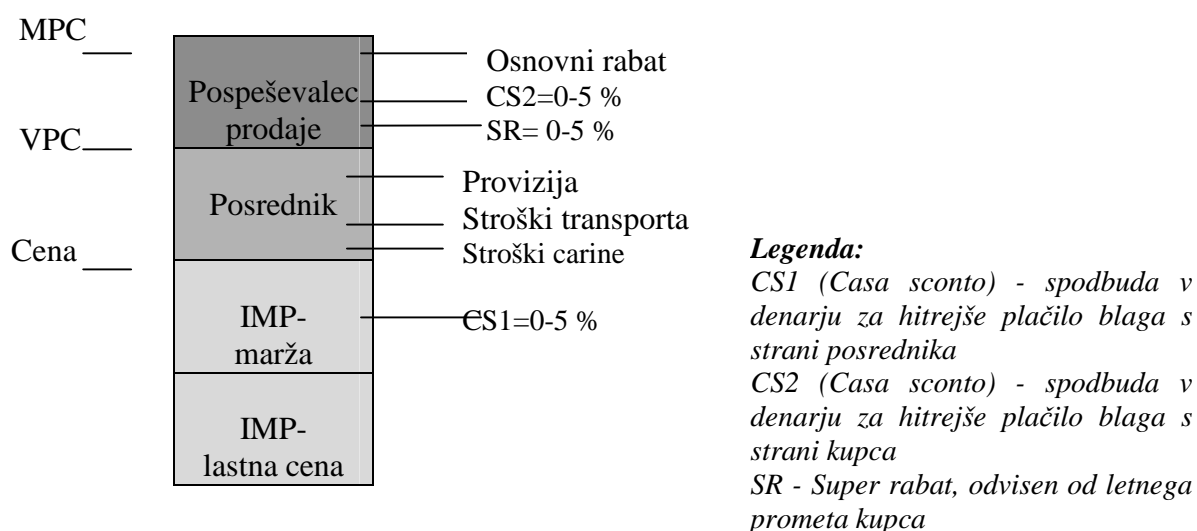 MPC
Pospeševalec
prodaje
Osnovni rabat
CS2=0-5 %
SR= 0-5 %
VPC
Posrednik
Provizija
Stroški transporta
Stroški carine
Cena
IMP-
marža
CS1=0-5 %
IMP-
lastna cena
Legenda:
CS1 (Casa sconto) - spodbuda v
denarju za hitrejše plačilo blaga s
strani posrednika
CS2 (Casa sconto) - spodbuda v
denarju za hitrejše plačilo blaga s
strani kupca
SR - Super rabat, odvisen od letnega
prometa kupca